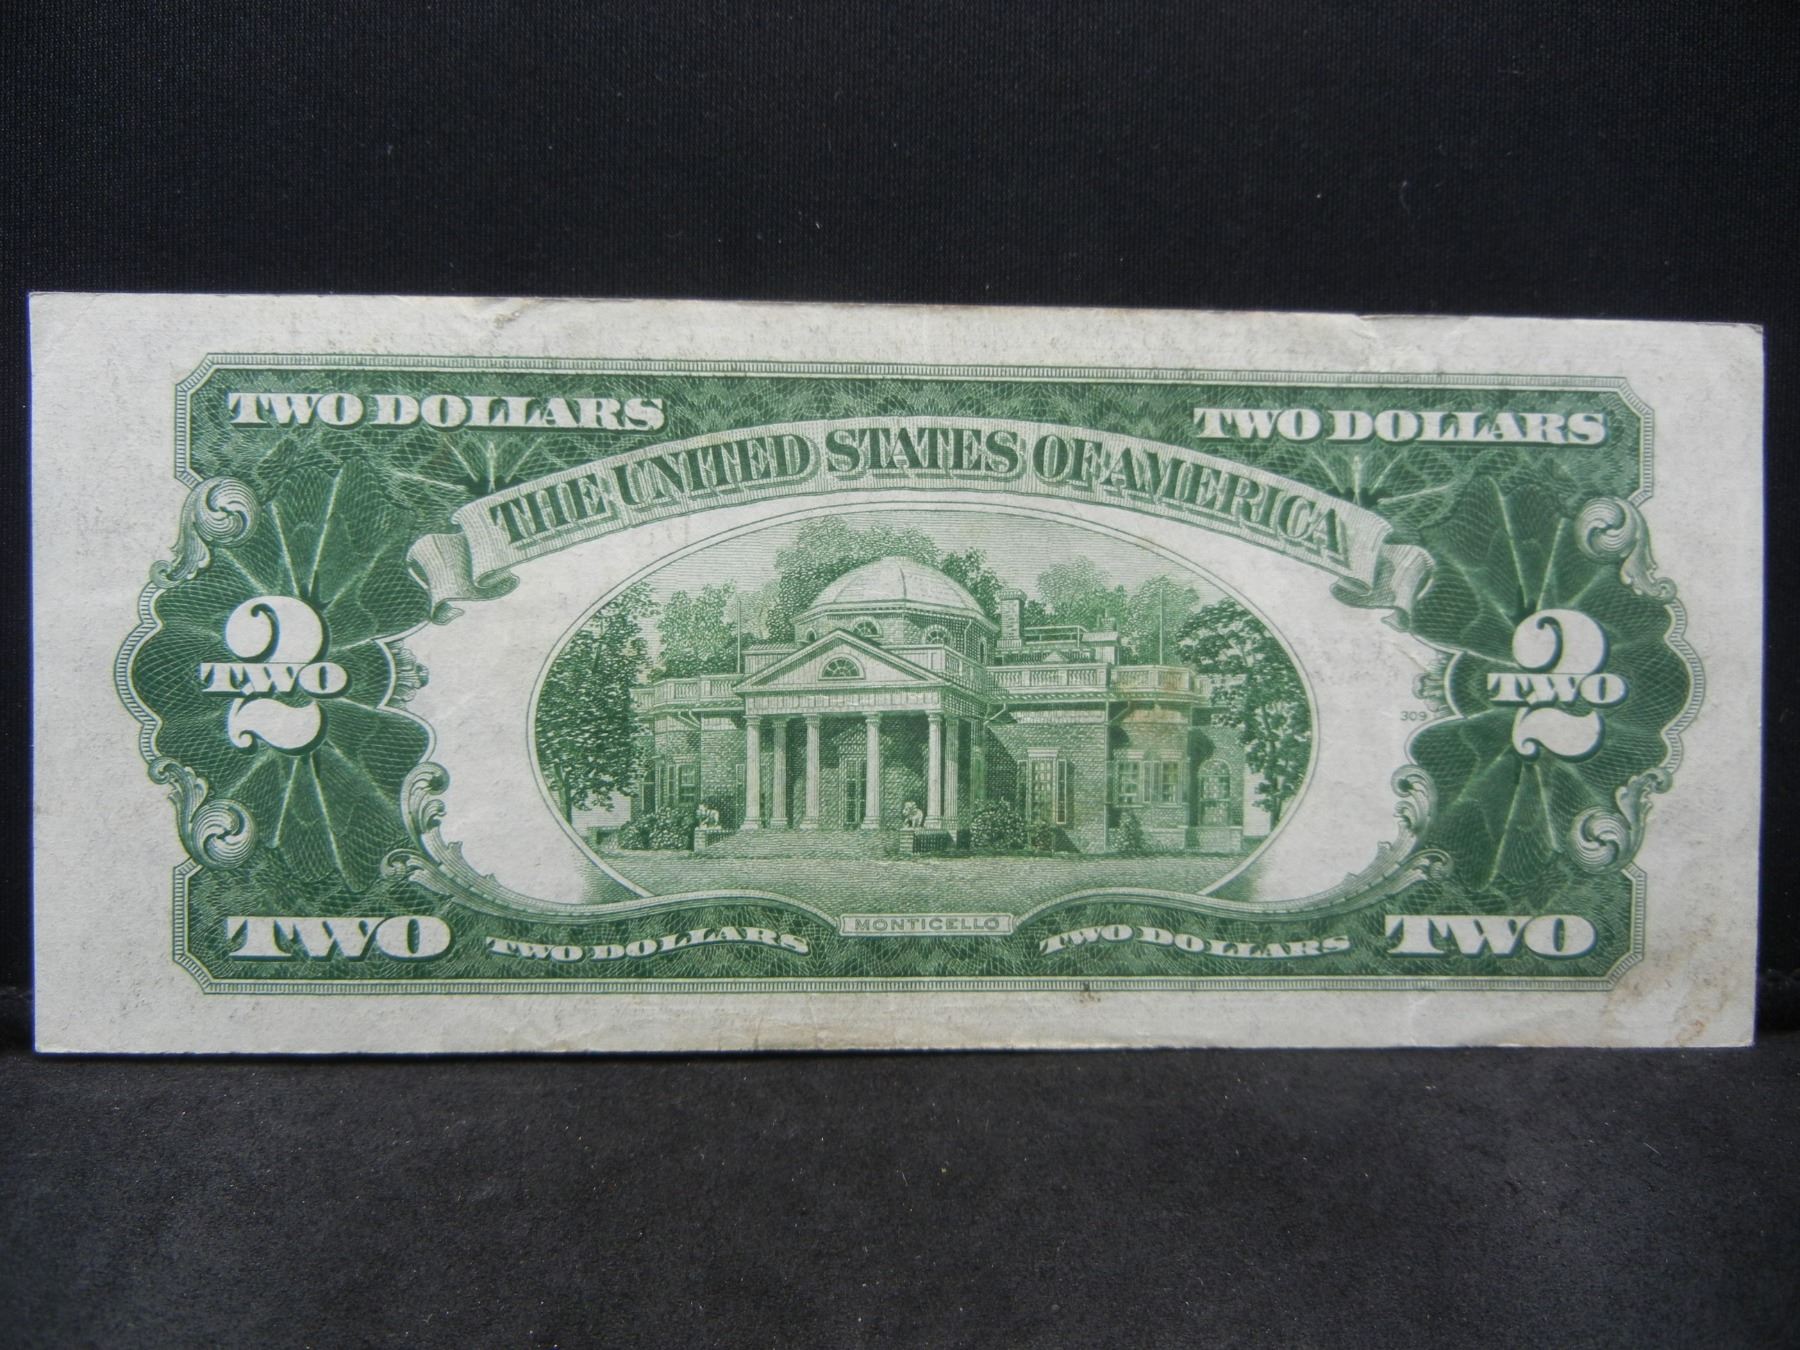 TWO DOLLARS TWO DOLLARS
THE UNITED STATES OF AMERICA
2 2
TWO TWO
309
MONTICELLO
TWO TWO DOLLARS TWO DOLLARS TWO